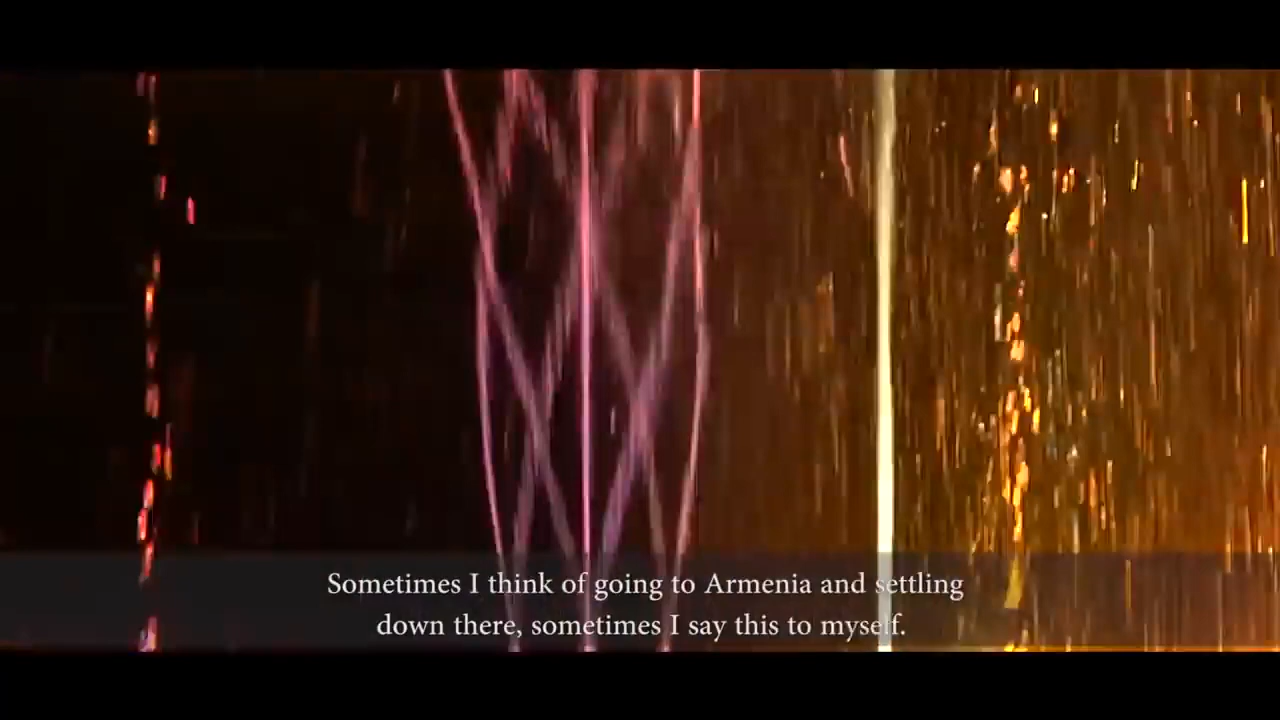 Sometimes I think of going to Armenia and settling
down there, sometimes I say this to myself.